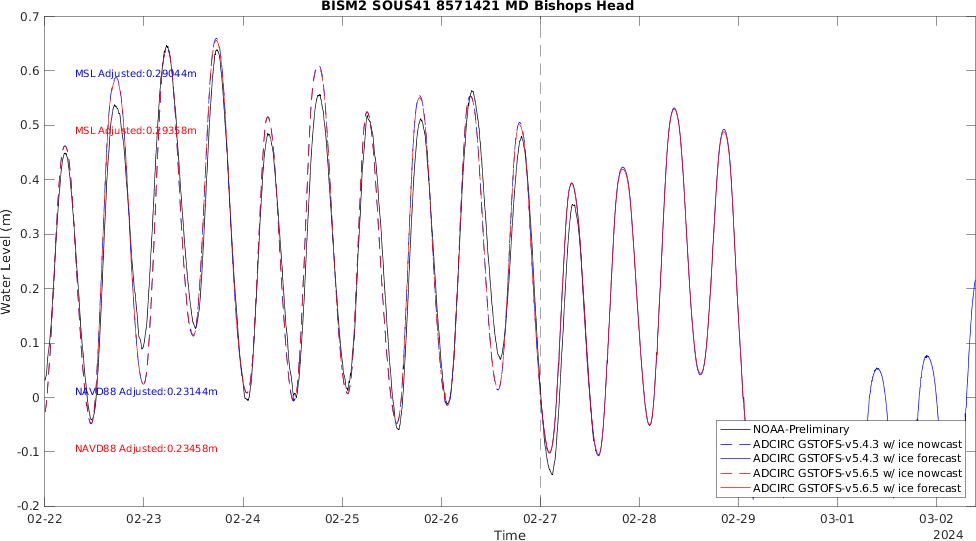 BISM2 SOUS41 8571421 MD Bishops Head
0.7
0.6
0.5
0.4
0.3
0.2
0.1
0
-0.1
-0.2
Water Level (m)
MSL Adjusted:0.29044m
MSL Adjusted:0.29358m
NAVD88 Adjusted:0.23144m
NAVD88 Adjusted:0.23458m
NOAA-Preliminary
ADCIRC GSTOFS-v5.4.3 w/ ice nowcast
ADCIRC GSTOFS-v5.4.3 w/ ice forecast
ADCIRC GSTOFS-v5.6.5 w/ ice nowcast
ADCIRC GSTOFS-v5.6.5 w/ ice forecast
02-22 02-23 02-24 02-25 02-26 02-27 02-28 02-29 03-01 03-02
Time
2024